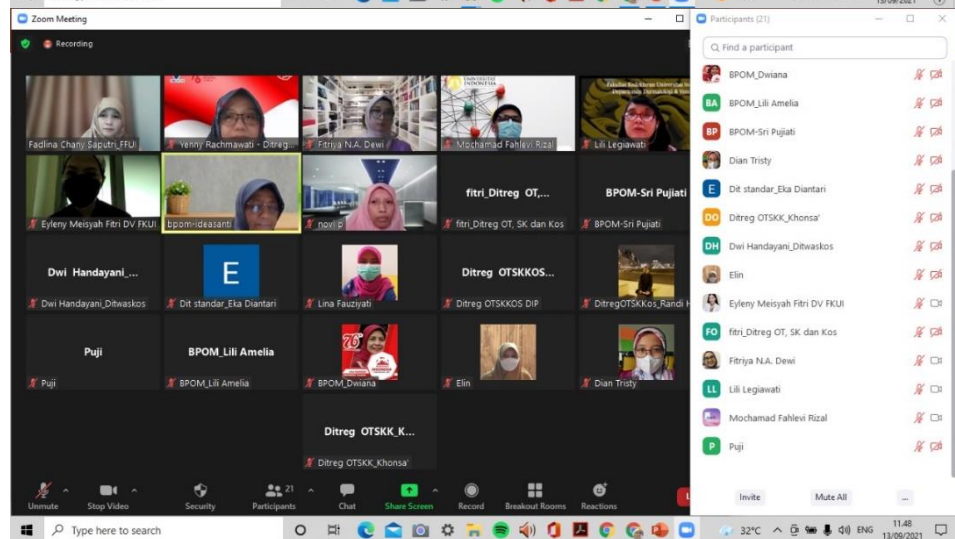 13/09/2021
Zoom Meeting
Participants (21)
Recording
Find a participant
UNIVERSITAS
INDONESIA
Fadlina Chany Saputri_FFUI
Yenny Rachmawati - Ditreg...
Fitriya N.A. Dewi
Mochamad Fahlevi Rizal
Lili Legiawati
Eyleny Meisyah Fitri DV FKUI
bpom-ideasanti
novi p
fitri_Ditreg OT,...
fitri_Ditreg OT, SK dan Kos
BPOM-Sri Pujiati
BPOM-Sri Pujiati
Dwi Handayani_...
Dwi Handayani_Ditwaskos
E
Dit standar_Eka Diantari
Lina Fauziyati
Ditreg OTSKKOS...
Ditreg OTSKKOS DIP
DitregOTSKKos_Randi H
Puji
Puji
BPOM_Lili Amelia
BPOM_Lili Amelia
76
BPOM_Dwiana
Elin
Dian Tristy
Ditreg OTSKK_K...
Ditreg OTSKK_Khonsa'
BPOM_Dwiana
BA BPOM_Lili Amelia
BP BPOM-Sri Pujiati
Dian Tristy
E Dit standar_Eka Diantari
DO Ditreg OTSKK_Khonsa'
DH Dwi Handayani_Ditwaskos
Elin
Eyleny Meisyah Fitri DV FKUI
FO fitri_Ditreg OT, SK dan Kos
Fitriya N.A. Dewi
LL Lili Legiawati
Mochamad Fahlevi Rizal
P Puji
Unmute
Stop Video
Security
Participants
21
Chat
Share Screen
Record
Breakout Rooms
Reactions
Invite
Mute All
...
Type here to search
32°C
ENG
11.48
13/09/2021